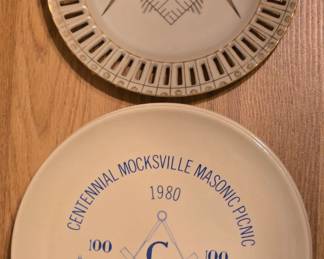 CENTENNIAL MOCKSVILLE MASONIC PICNIC
1980
100 G 100